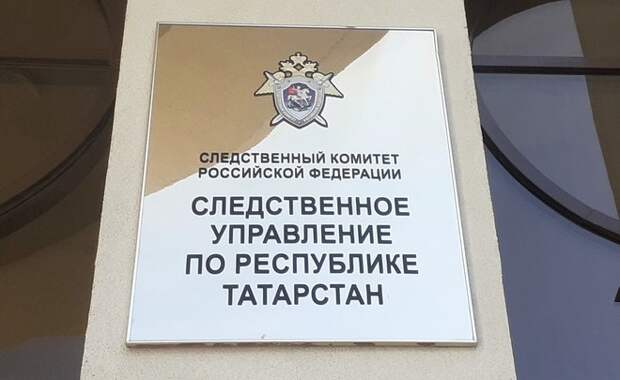 СЛЕДСТВЕННЫЙ КОМИТЕТ
РОССИЙСКОЙ ФЕДЕРАЦИИ
СЛЕДСТВЕННОЕ
УПРАВЛЕНИЕ
ПО РЕСПУБЛИКЕ
ТАТАРСТАН